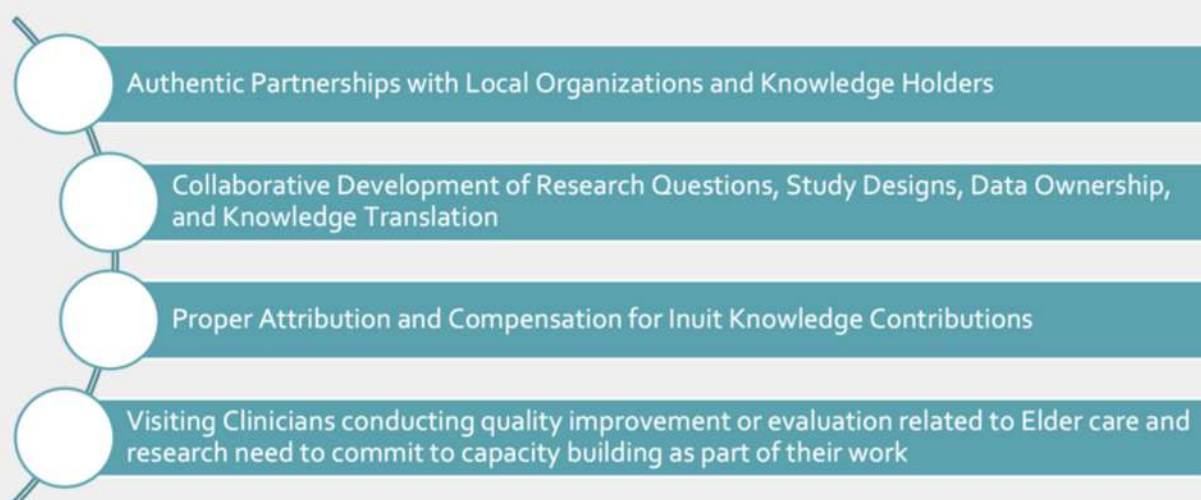 Authentic Partnerships with Local Organizations and Knowledge Holders
Collaborative Development of Research Questions, Study Designs, Data Ownership,
and Knowledge Translation
Proper Attribution and Compensation for Inuit Knowledge Contributions
Visiting Clinicians conducting quality improvement or evaluation related to Elder care and
research need to commit to capacity building as part of their work